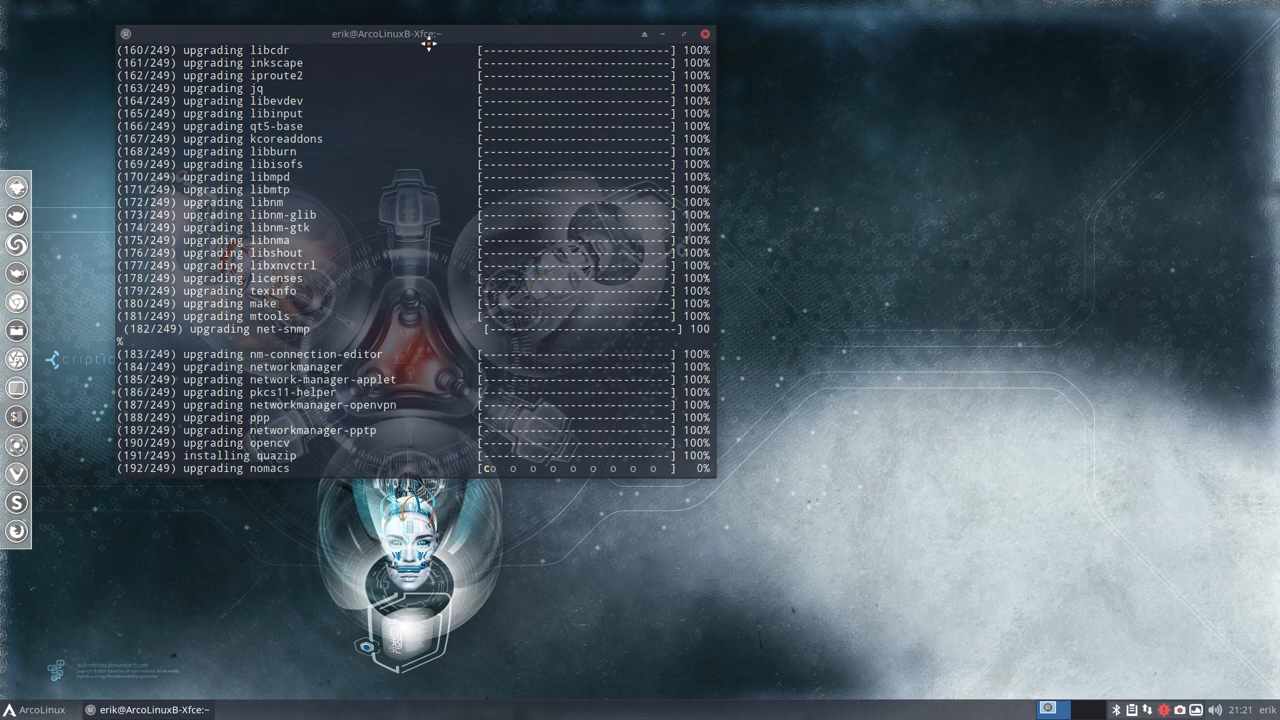 erik@ArcoLinuxB-Xfce:~
(160/249) upgrading libcdr [----------------------------] 100%
(161/249) upgrading inkscape [----------------------------] 100%
(162/249) upgrading iproute2 [----------------------------] 100%
(163/249) upgrading jq [----------------------------] 100%
(164/249) upgrading libevdev [----------------------------] 100%
(165/249) upgrading libinput [----------------------------] 100%
(166/249) upgrading qt5-base [----------------------------] 100%
(167/249) upgrading kcoreaddons [----------------------------] 100%
(168/249) upgrading libburn [----------------------------] 100%
(169/249) upgrading libisofs [----------------------------] 100%
(170/249) upgrading libmpd [----------------------------] 100%
(171/249) upgrading libmtp [----------------------------] 100%
(172/249) upgrading libnm [----------------------------] 100%
(173/249) upgrading libnm-glib [----------------------------] 100%
(174/249) upgrading libnm-gtk [----------------------------] 100%
(175/249) upgrading libnma [----------------------------] 100%
(176/249) upgrading libshout [----------------------------] 100%
(177/249) upgrading libxnvctrl [----------------------------] 100%
(178/249) upgrading licenses [----------------------------] 100%
(179/249) upgrading texinfo [----------------------------] 100%
(180/249) upgrading make [----------------------------] 100%
(181/249) upgrading mtools [----------------------------] 100%
(182/249) upgrading net-snmp [----------------------------] 100
%
(183/249) upgrading nm-connection-editor [----------------------------] 100%
(184/249) upgrading networkmanager [----------------------------] 100%
(185/249) upgrading network-manager-applet [----------------------------] 100%
(186/249) upgrading pkcs11-helper [----------------------------] 100%
(187/249) upgrading networkmanager-openvpn [----------------------------] 100%
(188/249) upgrading ppp [----------------------------] 100%
(189/249) upgrading networkmanager-pptp [----------------------------] 100%
(190/249) upgrading opencv [----------------------------] 100%
(191/249) installing quazip [----------------------------] 100%
(192/249) upgrading nomacs [co o o o o o o o o ] 0%
ArcoLinux
erik@ArcoLinuxB-Xfce:~
21:21
erik